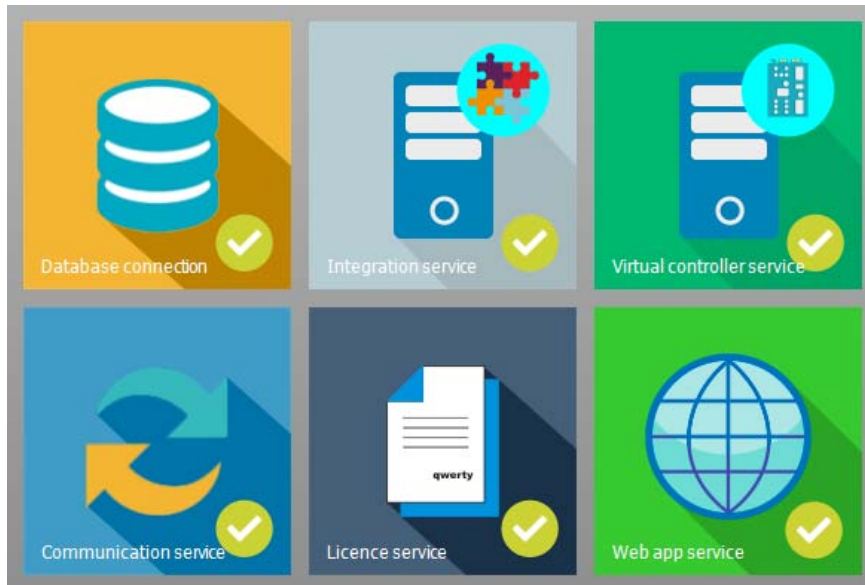 Database connection
Integration service
Virtual controller service
qwerty
Communication service
Licence service
Web app service